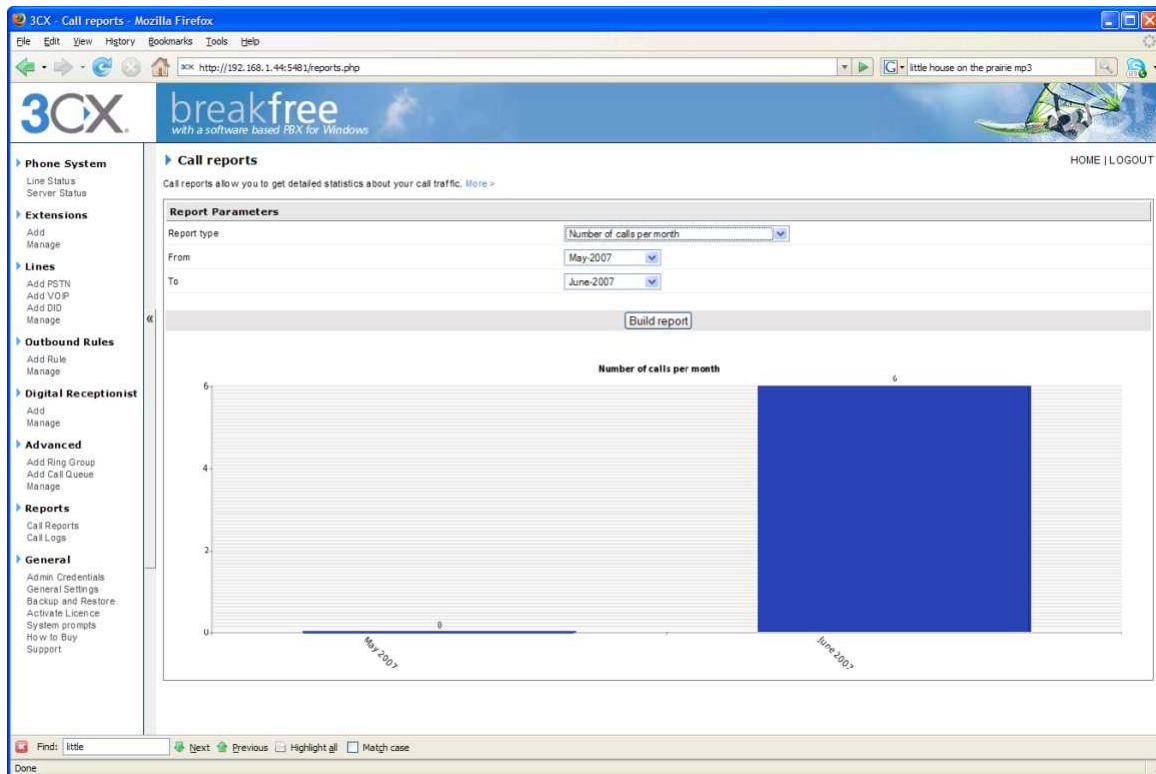 3CX - Call reports - Mozilla Firefox
File Edit View History Bookmarks Tools Help
3CX http://192.168.1.44:5481/reports.php
G little house on the prairie mp3
3CX
breakfree
with a software based PBX for Windows
Phone System
Line Status
Server Status
Extensions
Add
Manage
Lines
Add PSTN
Add VOIP
Add DID
Manage
Outbound Rules
Add Rule
Manage
Digital Receptionist
Add
Manage
Advanced
Add Ring Group
Add Call Queue
Manage
Reports
Call Reports
Call Logs
General
Admin Credentials
General Settings
Backup and Restore
Activate Licence
System prompts
How to Buy
Support
«
Call reports
HOME | LOGOUT
Call reports allow you to get detailed statistics about your call traffic. More >
Report Parameters
Report type Number of calls per month
From May-2007
To June-2007
Build report
Number of calls per month
6
6
4
2
0
0
May 2007
June 2007
Find: little Next Previous Highlight all Match case
Done